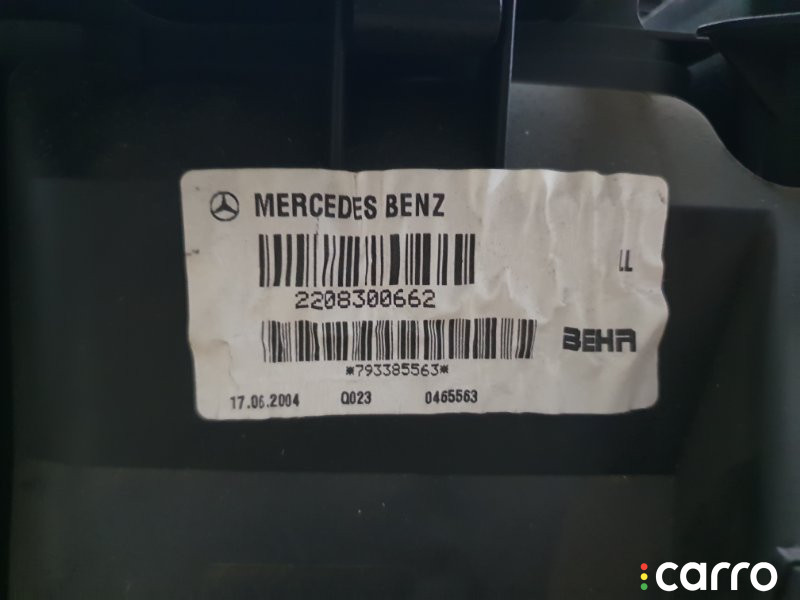 MERCEDES BENZ
LL
2208300662
BEHR
*793385563*
17.06.2004 Q023 0465563
carro